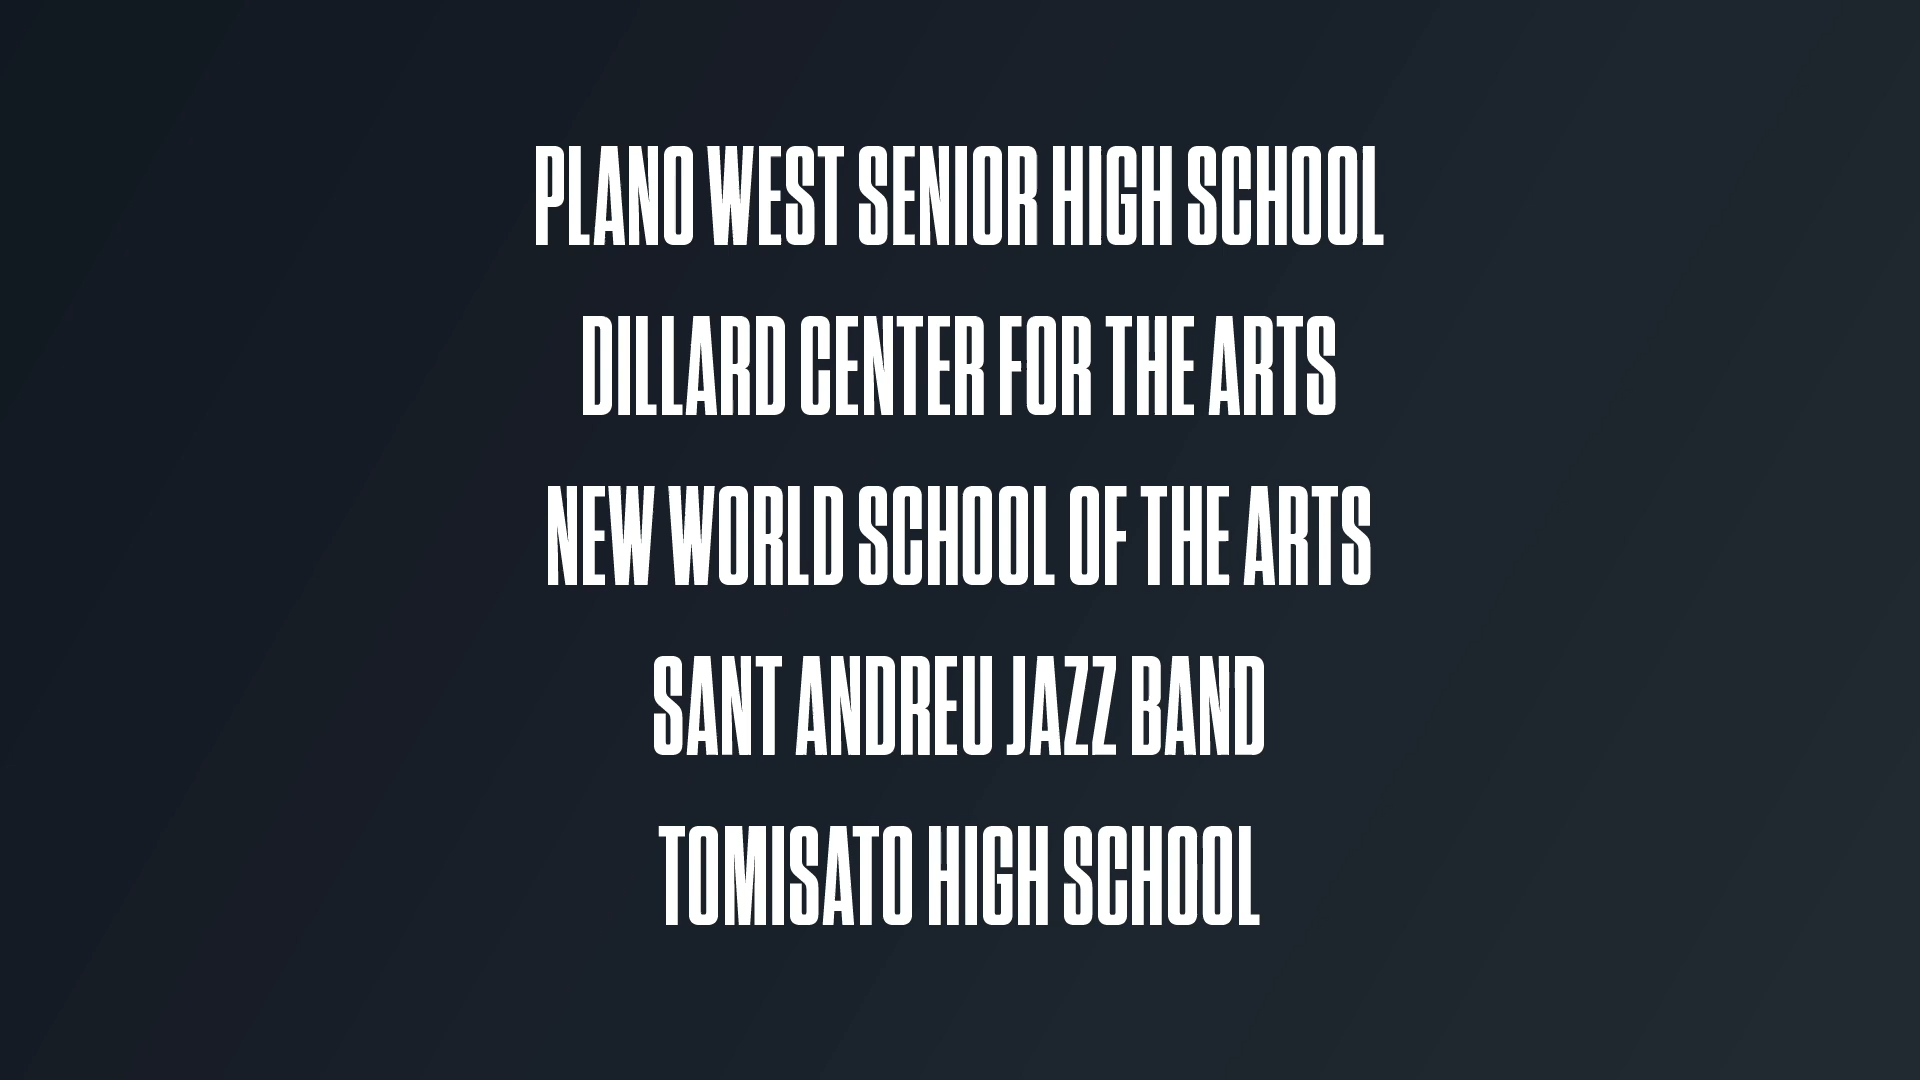 PLANO WEST SENIOR HIGH SCHOOL
DILLARD CENTER FOR THE ARTS
NEW WORLD SCHOOL OF THE ARTS
SANT ANDREU JAZZ BAND
TOMISATO HIGH SCHOOL